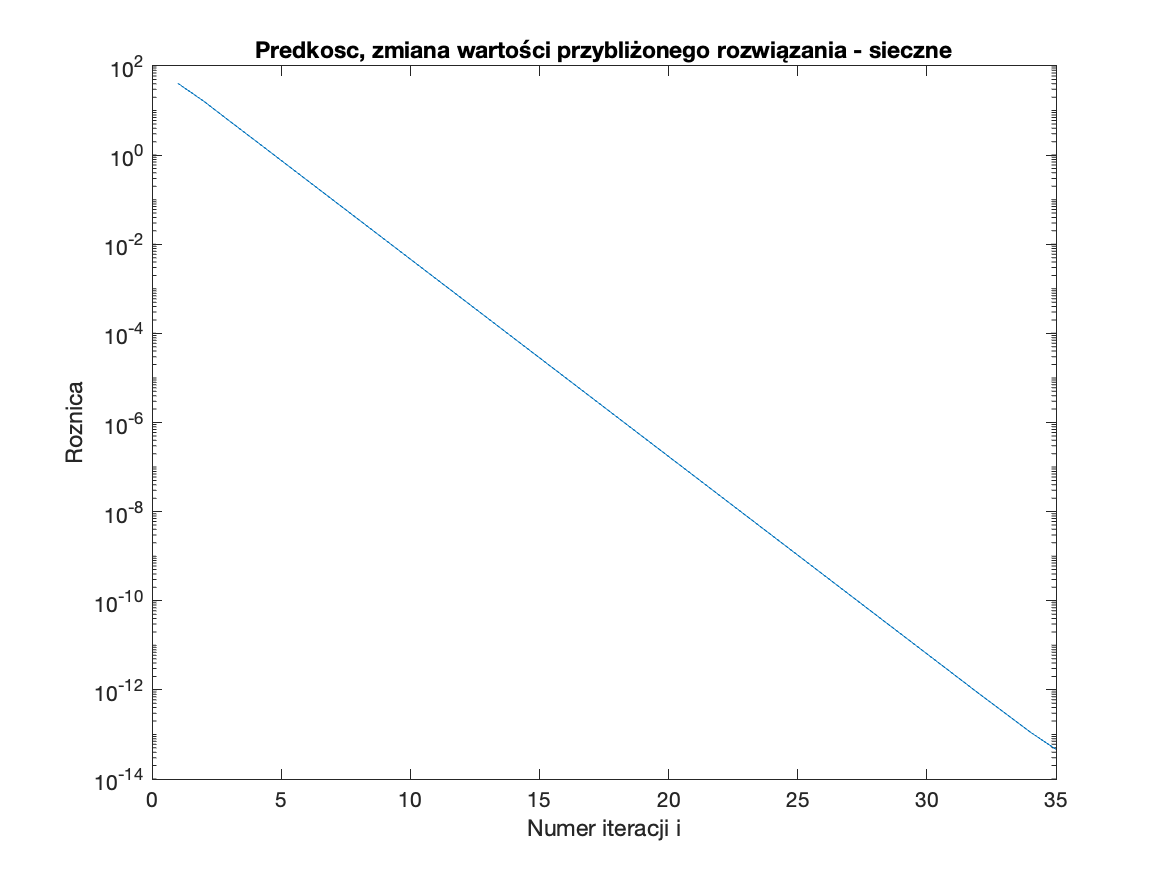 Predkosc, zmiana wartości przybliżonego rozwiązania - sieczne
10^2
10^0
10^-2
10^-4
10^-6
10^-8
10^-10
10^-12
10^-14
Roznica
0 5 10 15 20 25 30 35
Numer iteracji i